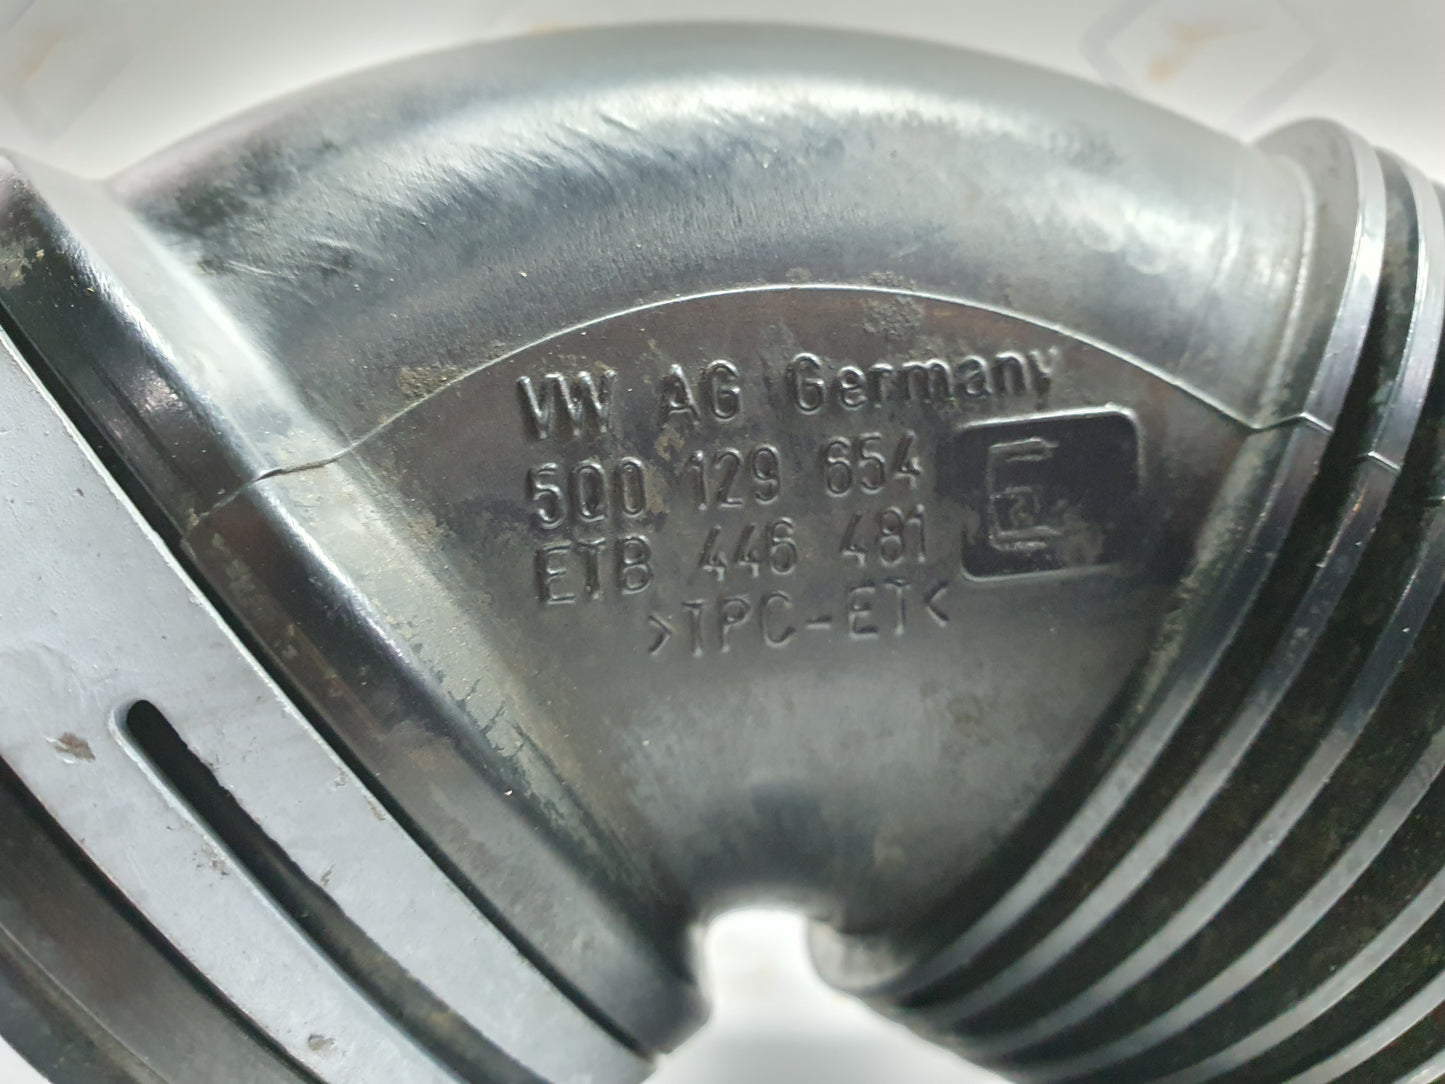 VW AG Germany
5Q0 129 654
ETB 446 481
>TPC-ET<